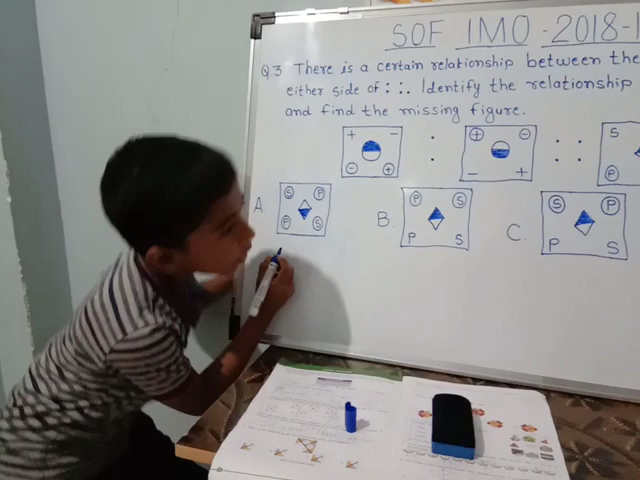 SOF IMO-2018-1
Q.3 There is a certain relationship between the
either side of : : . Identify the relationship
and find the missing figure.
+ - : ⊕ ⊖ : : S
⊖ ⊕ - + Ⓟ
A Ⓢ Ⓟ B. Ⓟ Ⓢ C. Ⓢ Ⓟ
Ⓟ Ⓢ P S P S